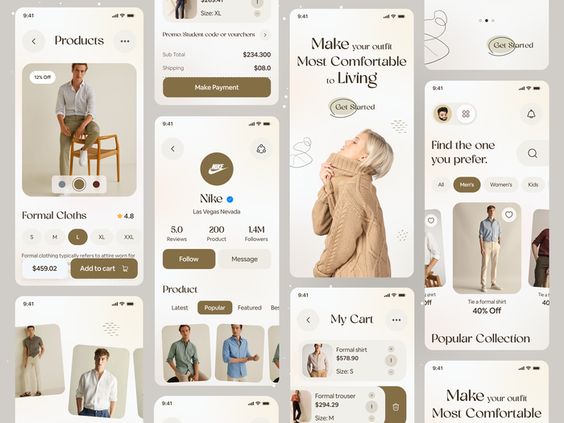 9:41
Products
12% Off
Formal Cloths
4.8
S M L XL XXL
Formal clothing typically refers to attire worn for
$459.02
Add to cart
9:41
Size: XL
1
Promo/Student code or vourchers
Sub Total $234.300
Shipping $08.0
Make Payment
9:41
NIKE
Nike
Las Vegas Nevada
5.0 200 1.4M
Reviews Product Followers
Follow Message
Product
Latest Popular Featured
9:41
9:41
Make your outfit
Most Comfortable
to Living
Get Started
9:41
My Cart
Formal shirt
$578.90
Size: S
1
Formal trouser
$294.29
Size: M
1
Get Started
9:41
Find the one
you prefer.
All Men's Women's Kids
Tie a formal shirt
40% Off
Popular Collection
9:41
Make your outfit
Most Comfortable